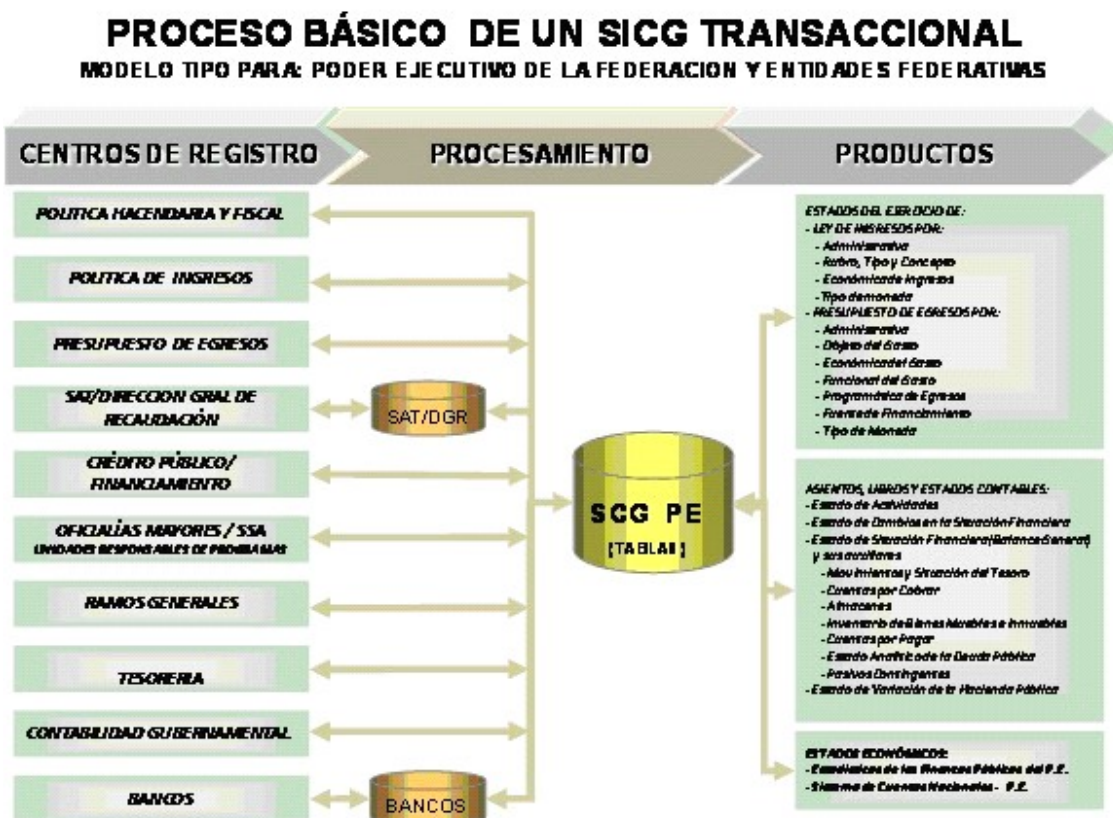 PROCESO BÁSICO DE UN SICG TRANSACCIONAL
MODELO TIPO PARA: PODER EJECUTIVO DE LA FEDERACION Y ENTIDADES FEDERATIVAS
CENTROS DE REGISTRO
PROCESAMIENTO
PRODUCTOS
POLITICA HACENDARIA Y FISCAL
POLITICA DE INGRESOS
PRESUPUESTO DE EGRESOS
SAT/DIRECCION GRAL DE
RECAUDACIÓN
CRÉDITO PÚBLICO/
FINANCIAMIENTO
OFICIALÍAS MAYORES / SSA
UNIDADES RESPONSABLES DE PROGRAMAS
RAMOS GENERALES
TESORERIA
CONTABILIDAD GUBERNAMENTAL
BANCOS
SAT/DGR
BANCOS
SCG PE
(TABLAS)
ESTADOS DEL EJERCICIO DE:
- LEY DE INGRESOS POR:
- Administrativa
- Rubro, Tipo y Concepto
- Económica de Ingresos
- Tipo de moneda
- PRESUPUESTO DE EGRESOS POR:
- Administrativa
- Objeto del Gasto
- Económica del Gasto
- Funcional del Gasto
- Programática de Egresos
- Fuente de Financiamiento
- Tipo de Moneda
ASIENTOS, LIBROS Y ESTADOS CONTABLES:
- Estado de Actividades
- Estado de Cambios en la Situación Financiera
- Estado de Situación Financiera (Balance General)
y sus auxiliares
- Movimientos y Situación del Tesoro
- Cuentas por Cobrar
- Almacenes
- Inventario de Bienes Muebles e Inmuebles
- Cuentas por Pagar
- Estado Analítico de la Deuda Pública
- Pasivos Contingentes
- Estado de Variación de la Hacienda Pública
ESTADOS ECONÓMICOS:
- Estadísticas de las Finanzas Públicas del P.E.
- Sistema de Cuentas Nacionales - P.E.